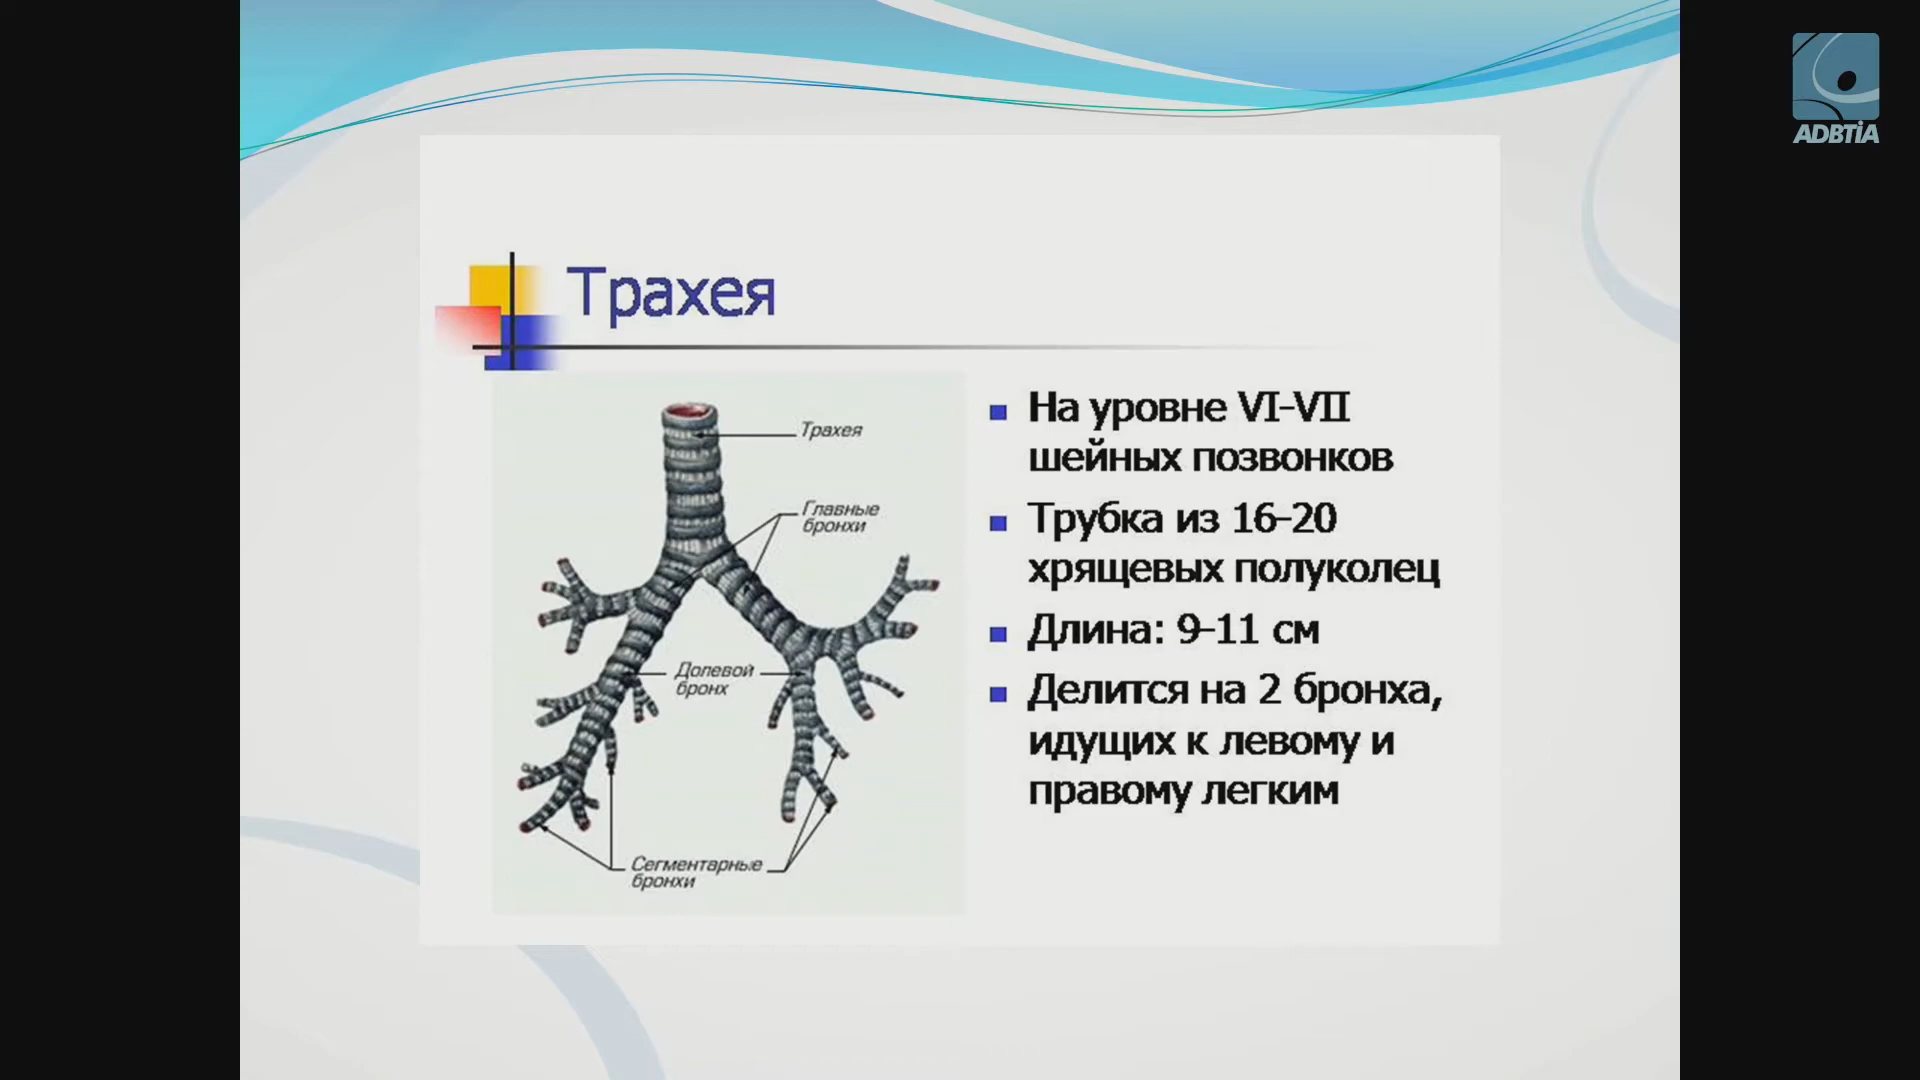 ADBTİA
Трахея
Трахея
Главные
бронхи
Долевой
бронх
Сегментарные
бронхи
На уровне VI-VII
шейных позвонков
Трубка из 16-20
хрящевых полуколец
Длина: 9-11 см
Делится на 2 бронха,
идущих к левому и
правому легким